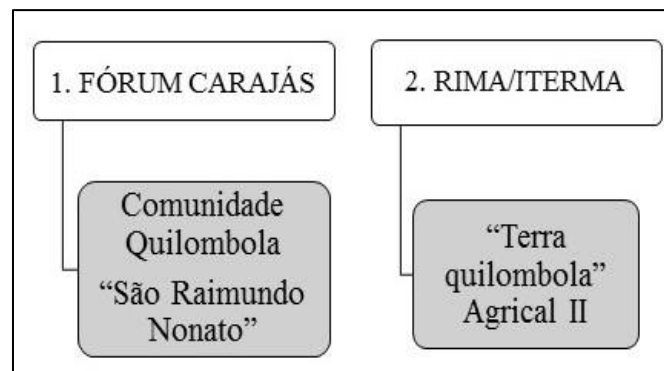 1. FÓRUM CARAJÁS
Comunidade
Quilombola
“São Raimundo
Nonato”
2. RIMA/ITERMA
“Terra
quilombola”
Agrical II